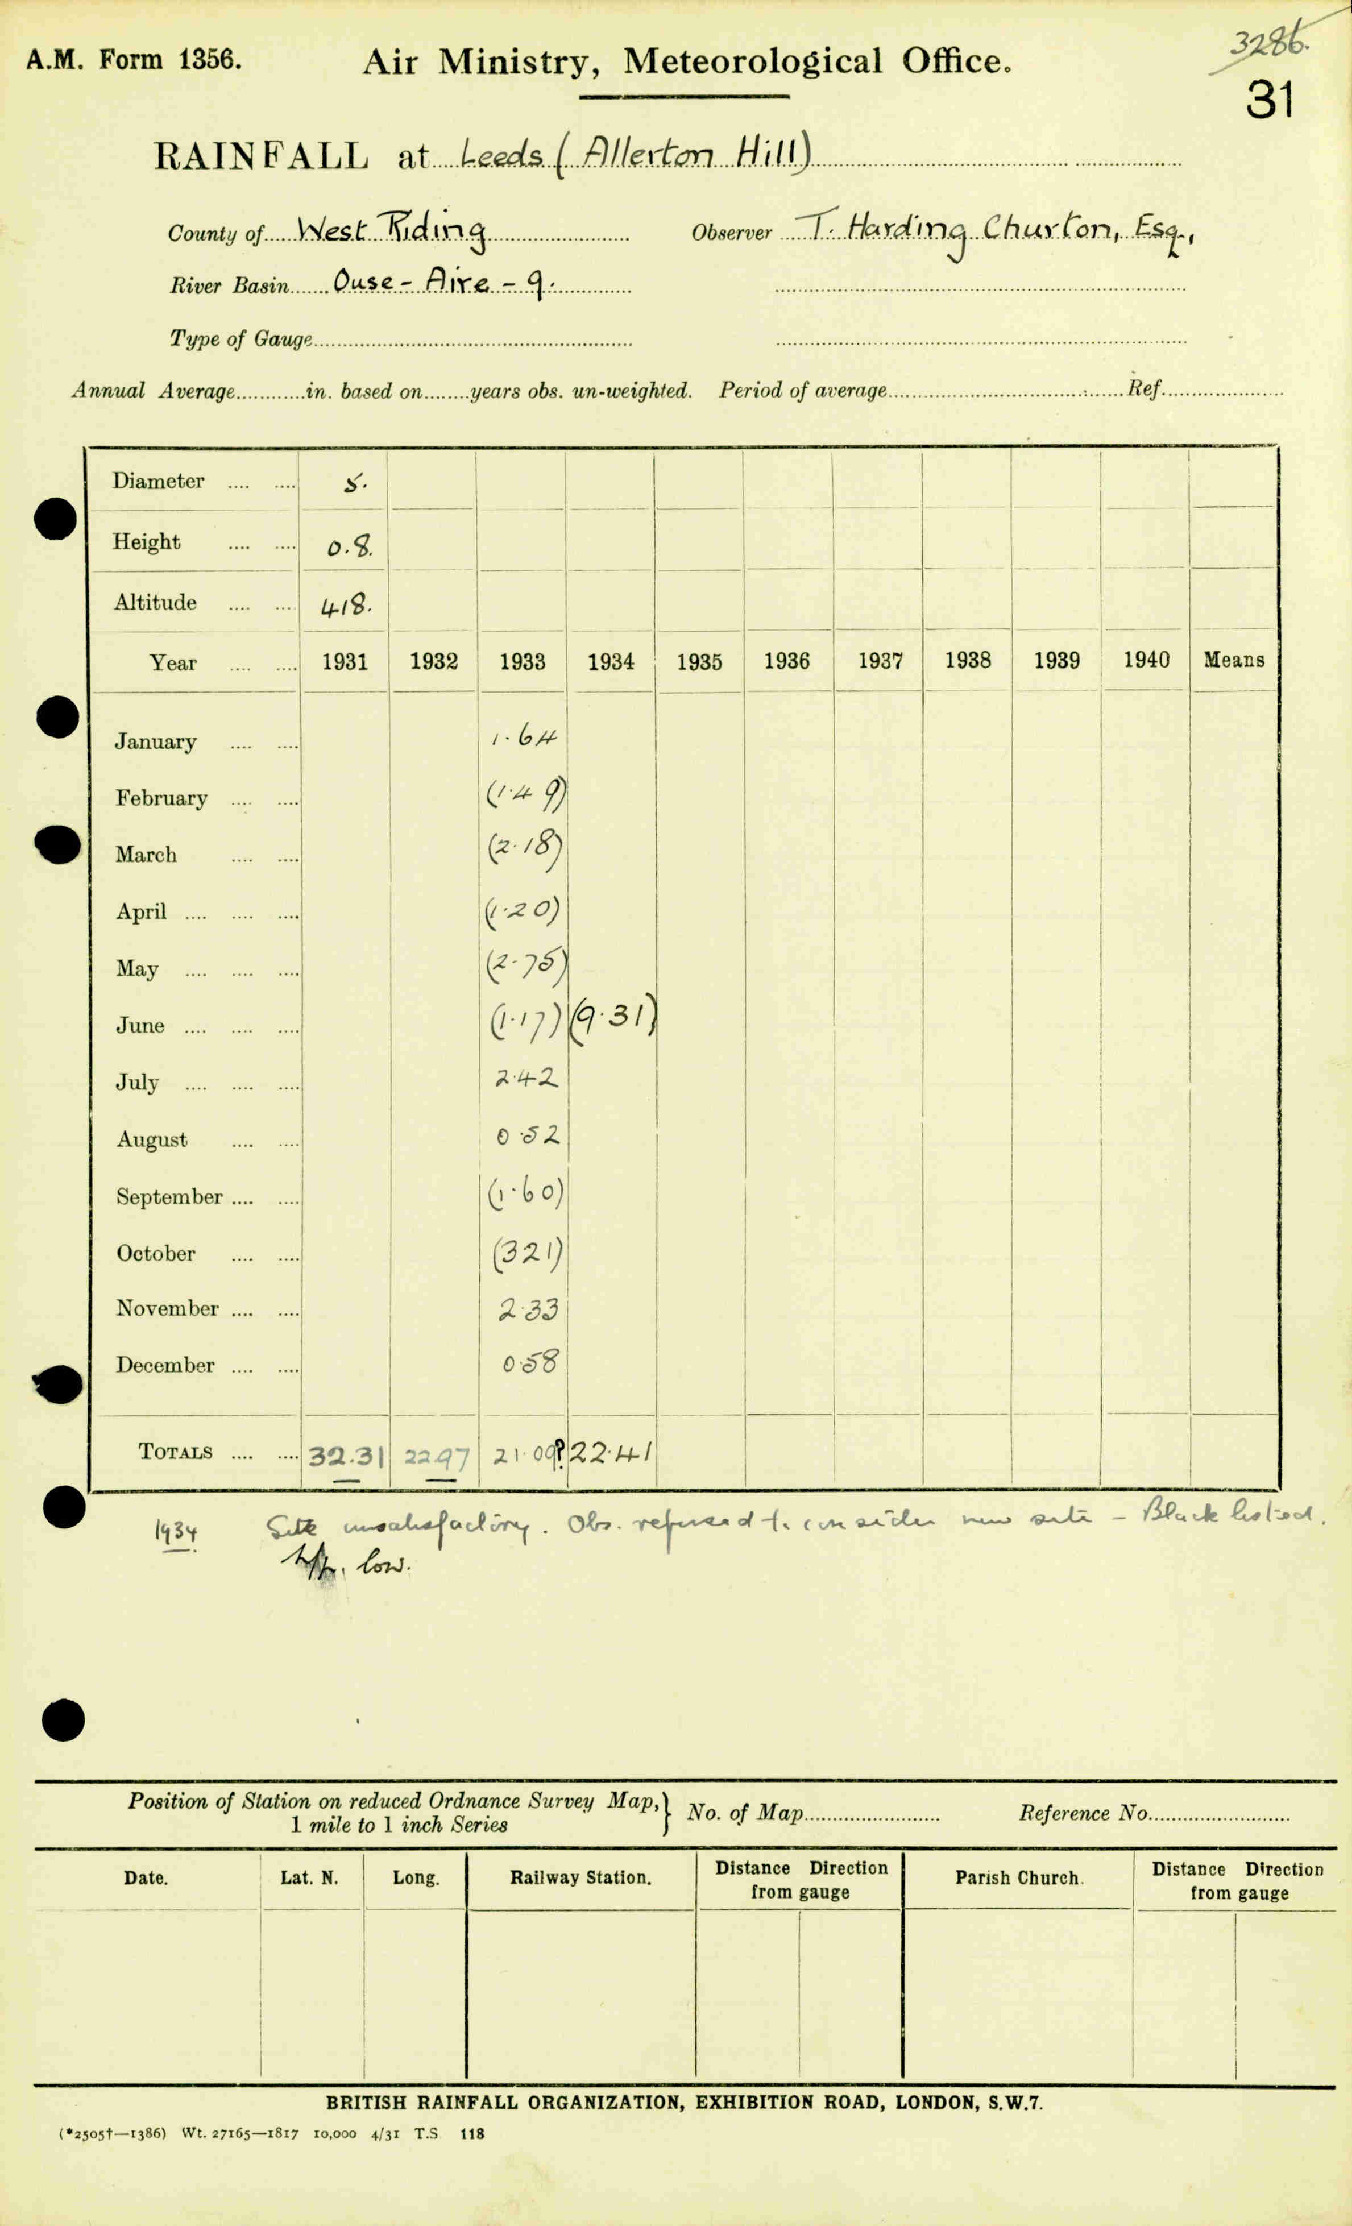 3286.
A.M. Form 1356. Air Ministry, Meteorological Office.
31
RAINFALL at Leeds (Allerton Hill)
County of West Riding Observer T. Harding Churton, Esq.,
River Basin Ouse - Aire - 9.
Type of Gauge
Annual Average in. based on years obs. un-weighted. Period of average Ref.
Diameter 5.
Height 0.8.
Altitude 418.
Year 1931 1932 1933 1934 1935 1936 1937 1938 1939 1940 Means
January 1.64
February (1.49)
March (2.18)
April (1.20)
May (2.75)
June (1.17) (9.31)
July 2.42
August 0.52
September (1.60)
October (321)
November 2.33
December 0.58
TOTALS 32.31 22.97 21.09? 22.41
1934 Site unsatisfactory. Obs. refused to consider new site - Black listed.
low.
Position of Station on reduced Ordnance Survey Map, } No. of Map Reference No.
1 mile to 1 inch Series
Date. Lat. N. Long. Railway Station. Distance Direction from gauge Parish Church. Distance Direction from gauge
BRITISH RAINFALL ORGANIZATION, EXHIBITION ROAD, LONDON, S.W.7.
(*2505†—1386) Wt. 27165—1817 10,000 4/31 T.S. 118